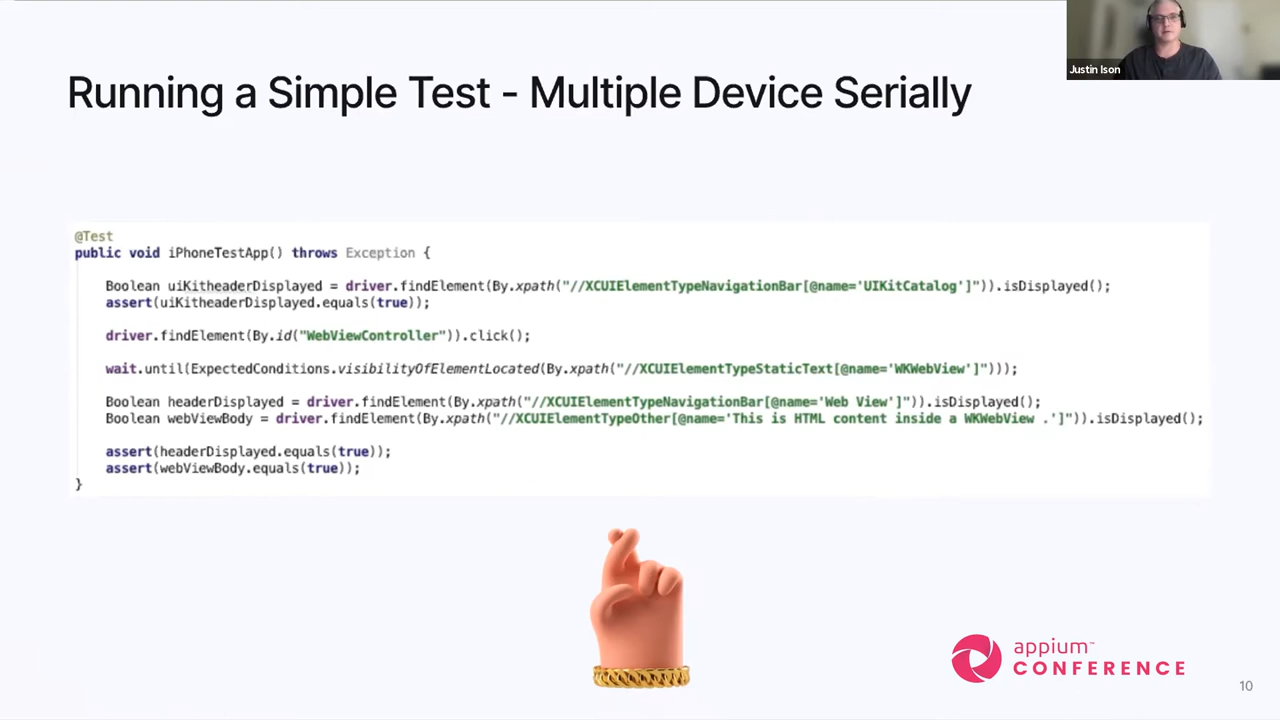 Justin Ison
Running a Simple Test - Multiple Device Serially
@Test
public void iPhoneTestApp() throws Exception {
Boolean uiKitheaderDisplayed = driver.findElement(By.xpath("//XCUIElementTypeNavigationBar[@name='UIKitCatalog']")).isDisplayed();
assert(uiKitheaderDisplayed.equals(true));
driver.findElement(By.id("WebViewController")).click();
wait.until(ExpectedConditions.visibilityOfElementLocated(By.xpath("//XCUIElementTypeStaticText[@name='WKWebView']")));
Boolean headerDisplayed = driver.findElement(By.xpath("//XCUIElementTypeNavigationBar[@name='Web View']")).isDisplayed();
Boolean webViewBody = driver.findElement(By.xpath("//XCUIElementTypeOther[@name='This is HTML content inside a WKWebView .']")).isDisplayed();
assert(headerDisplayed.equals(true));
assert(webViewBody.equals(true));
}
appium™
CONFERENCE
10